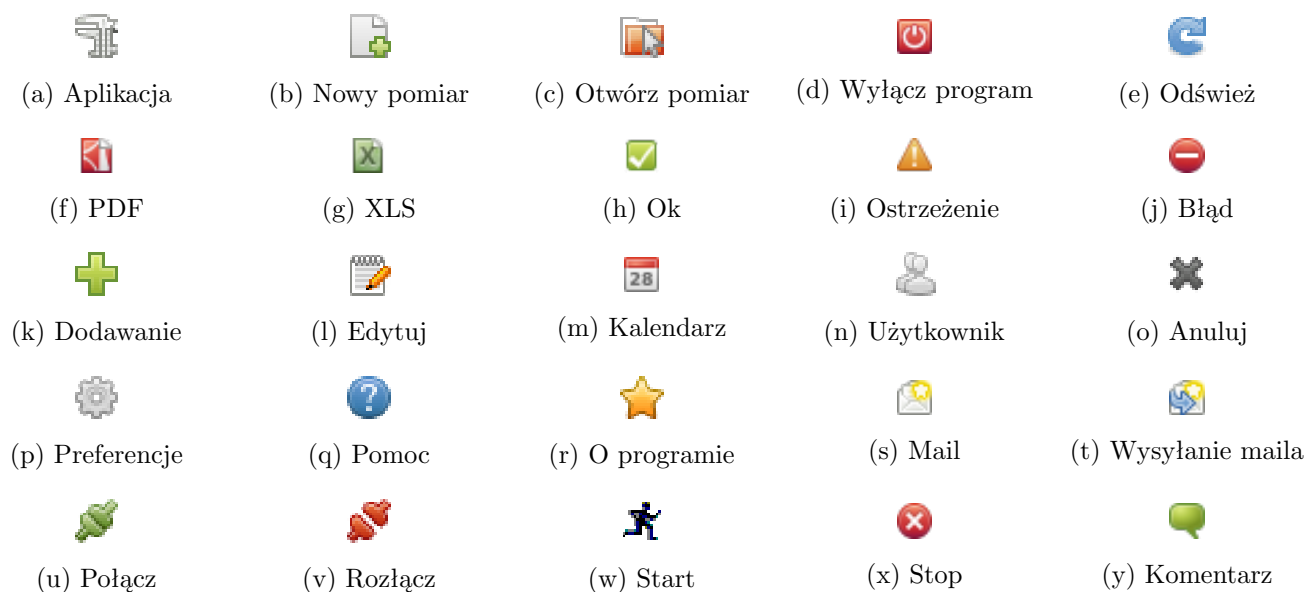 (a) Aplikacja
(b) Nowy pomiar
(c) Otwórz pomiar
(d) Wyłącz program
(e) Odśwież
X
(f) PDF
(g) XLS
(h) Ok
(i) Ostrzeżenie
(j) Błąd
28
(k) Dodawanie
(l) Edytuj
(m) Kalendarz
(n) Użytkownik
(o) Anuluj
?
(p) Preferencje
(q) Pomoc
(r) O programie
(s) Mail
(t) Wysyłanie maila
(u) Połącz
(v) Rozłącz
(w) Start
(x) Stop
(y) Komentarz